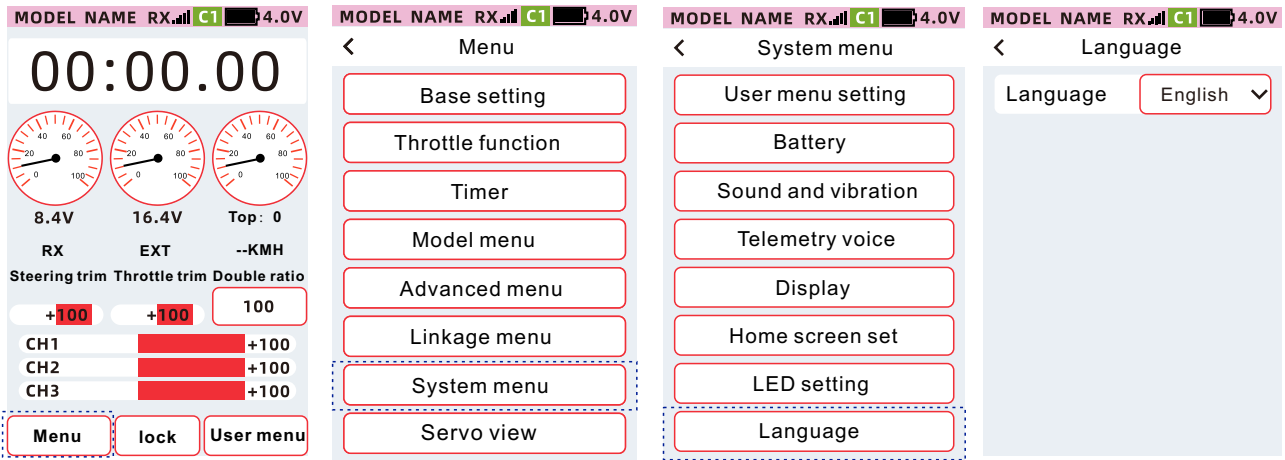 MODEL NAME RX C1 4.0V
00:00.00
0 20 40 60 80 100
0 20 40 60 80 100
0 20 40 60 80 100
8.4V 16.4V Top: 0
RX EXT --KMH
Steering trim Throttle trim Double ratio
+100 +100 100
CH1 +100
CH2 +100
CH3 +100
Menu lock User menu
MODEL NAME RX C1 4.0V
< Menu
Base setting
Throttle function
Timer
Model menu
Advanced menu
Linkage menu
System menu
Servo view
MODEL NAME RX C1 4.0V
< System menu
User menu setting
Battery
Sound and vibration
Telemetry voice
Display
Home screen set
LED setting
Language
MODEL NAME RX C1 4.0V
< Language
Language English